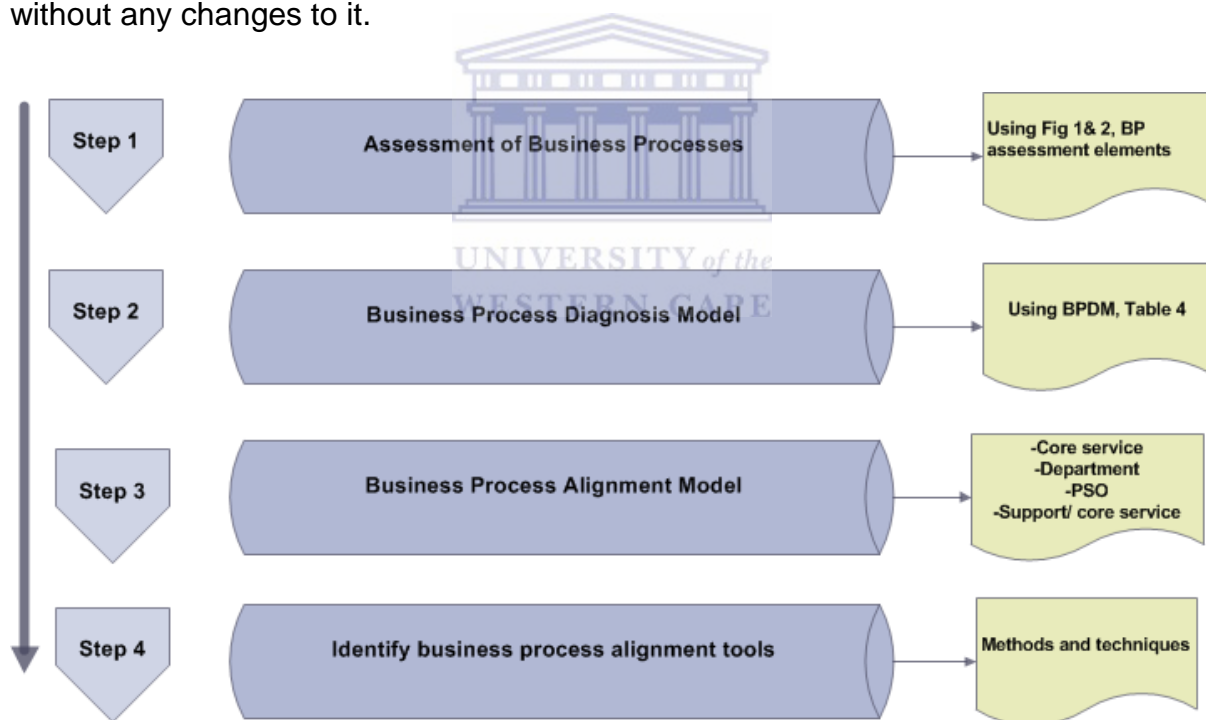 without any changes to it.
Step 1
Assessment of Business Processes
Using Fig 1& 2, BP
assessment elements
UNIVERSITY of the
WESTERN CAPE
Step 2
Business Process Diagnosis Model
Using BPDM, Table 4
Step 3
Business Process Alignment Model
-Core service
-Department
-PSO
-Support/ core service
Step 4
Identify business process alignment tools
Methods and techniques